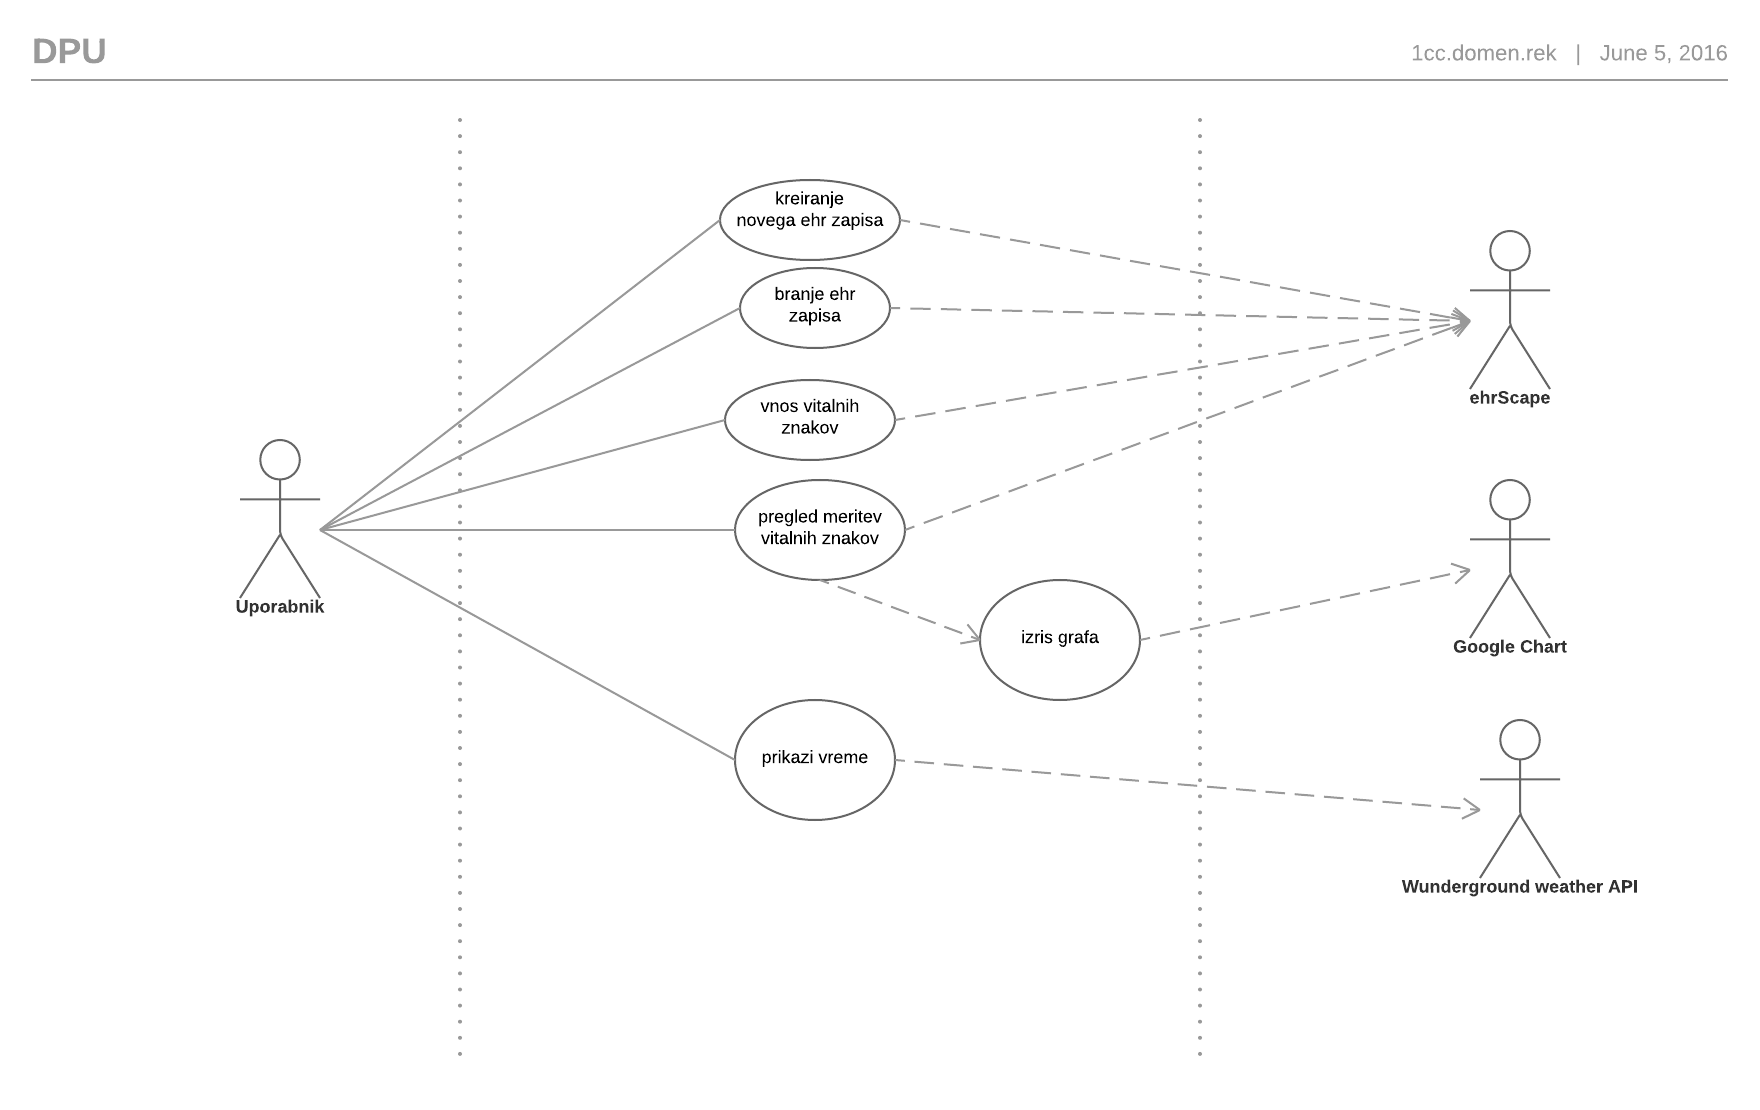 DPU
1cc.domen.rek | June 5, 2016
kreiranje
novega ehr zapisa
branje ehr
zapisa
vnos vitalnih
znakov
pregled meritev
vitalnih znakov
izris grafa
prikazi vreme
Uporabnik
ehrScape
Google Chart
Wunderground weather API